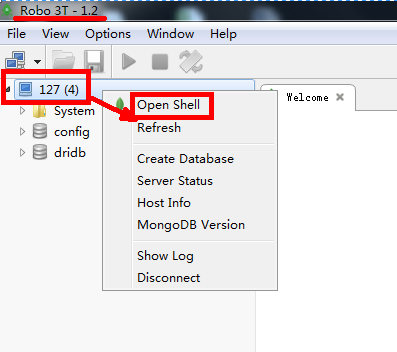 Robo 3T - 1.2
File View Options Window Help
127 (4)
System
config
dridb
Open Shell
Refresh
Create Database
Server Status
Host Info
MongoDB Version
Show Log
Disconnect
Welcome